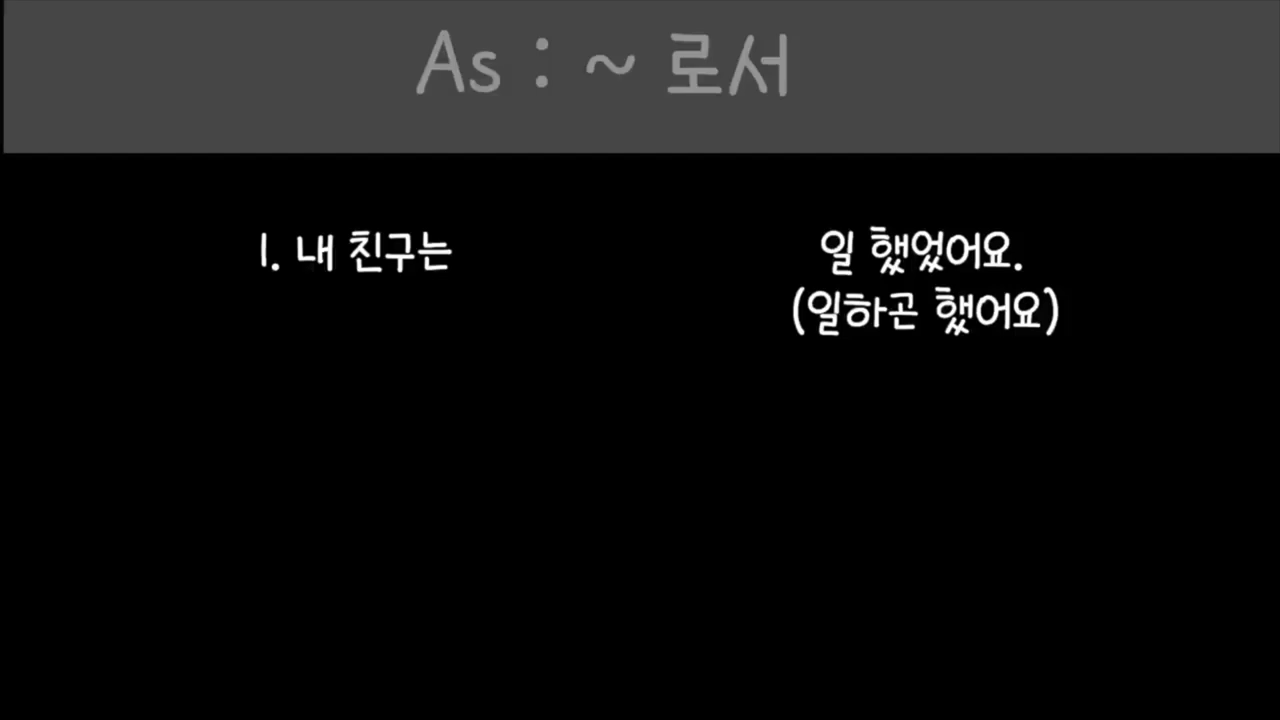 As : ~ 로서
1. 내 친구는 일 했었어요.
(일하곤 했어요)